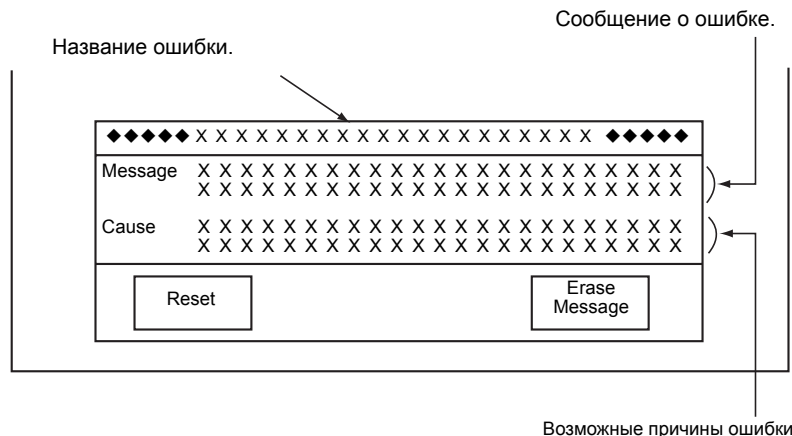 Сообщение о ошибке.
Название ошибки.
◆◆◆◆◆ X X X X X X X X X X X X X X X X X X X X ◆◆◆◆◆
Message X X X X X X X X X X X X X X X X X X X X X X X
X X X X X X X X X X X X X X X X X X X X X X X
Cause X X X X X X X X X X X X X X X X X X X X X X X
X X X X X X X X X X X X X X X X X X X X X X X
Reset
Erase
Message
Возможные причины ошибки